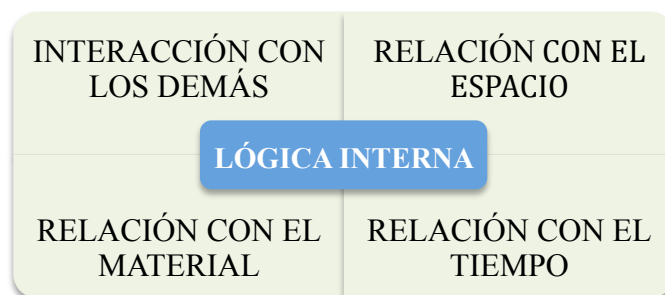 INTERACCIÓN CON
LOS DEMÁS
RELACIÓN CON EL
ESPACIO
LÓGICA INTERNA
RELACIÓN CON EL
MATERIAL
RELACIÓN CON EL
TIEMPO